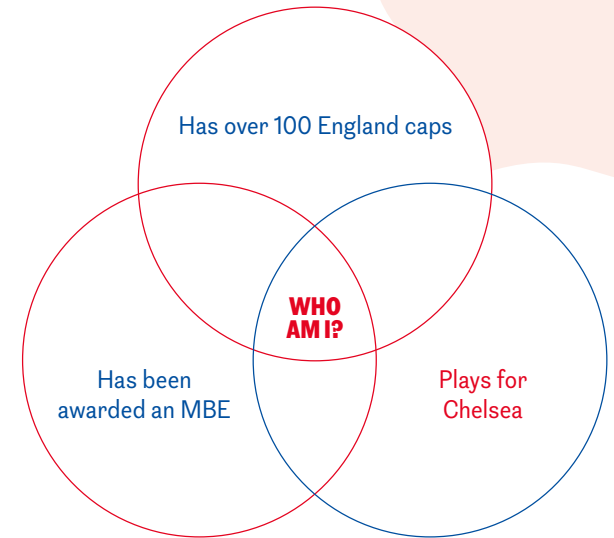 Has over 100 England caps
WHO
AM I?
Has been
awarded an MBE
Plays for
Chelsea